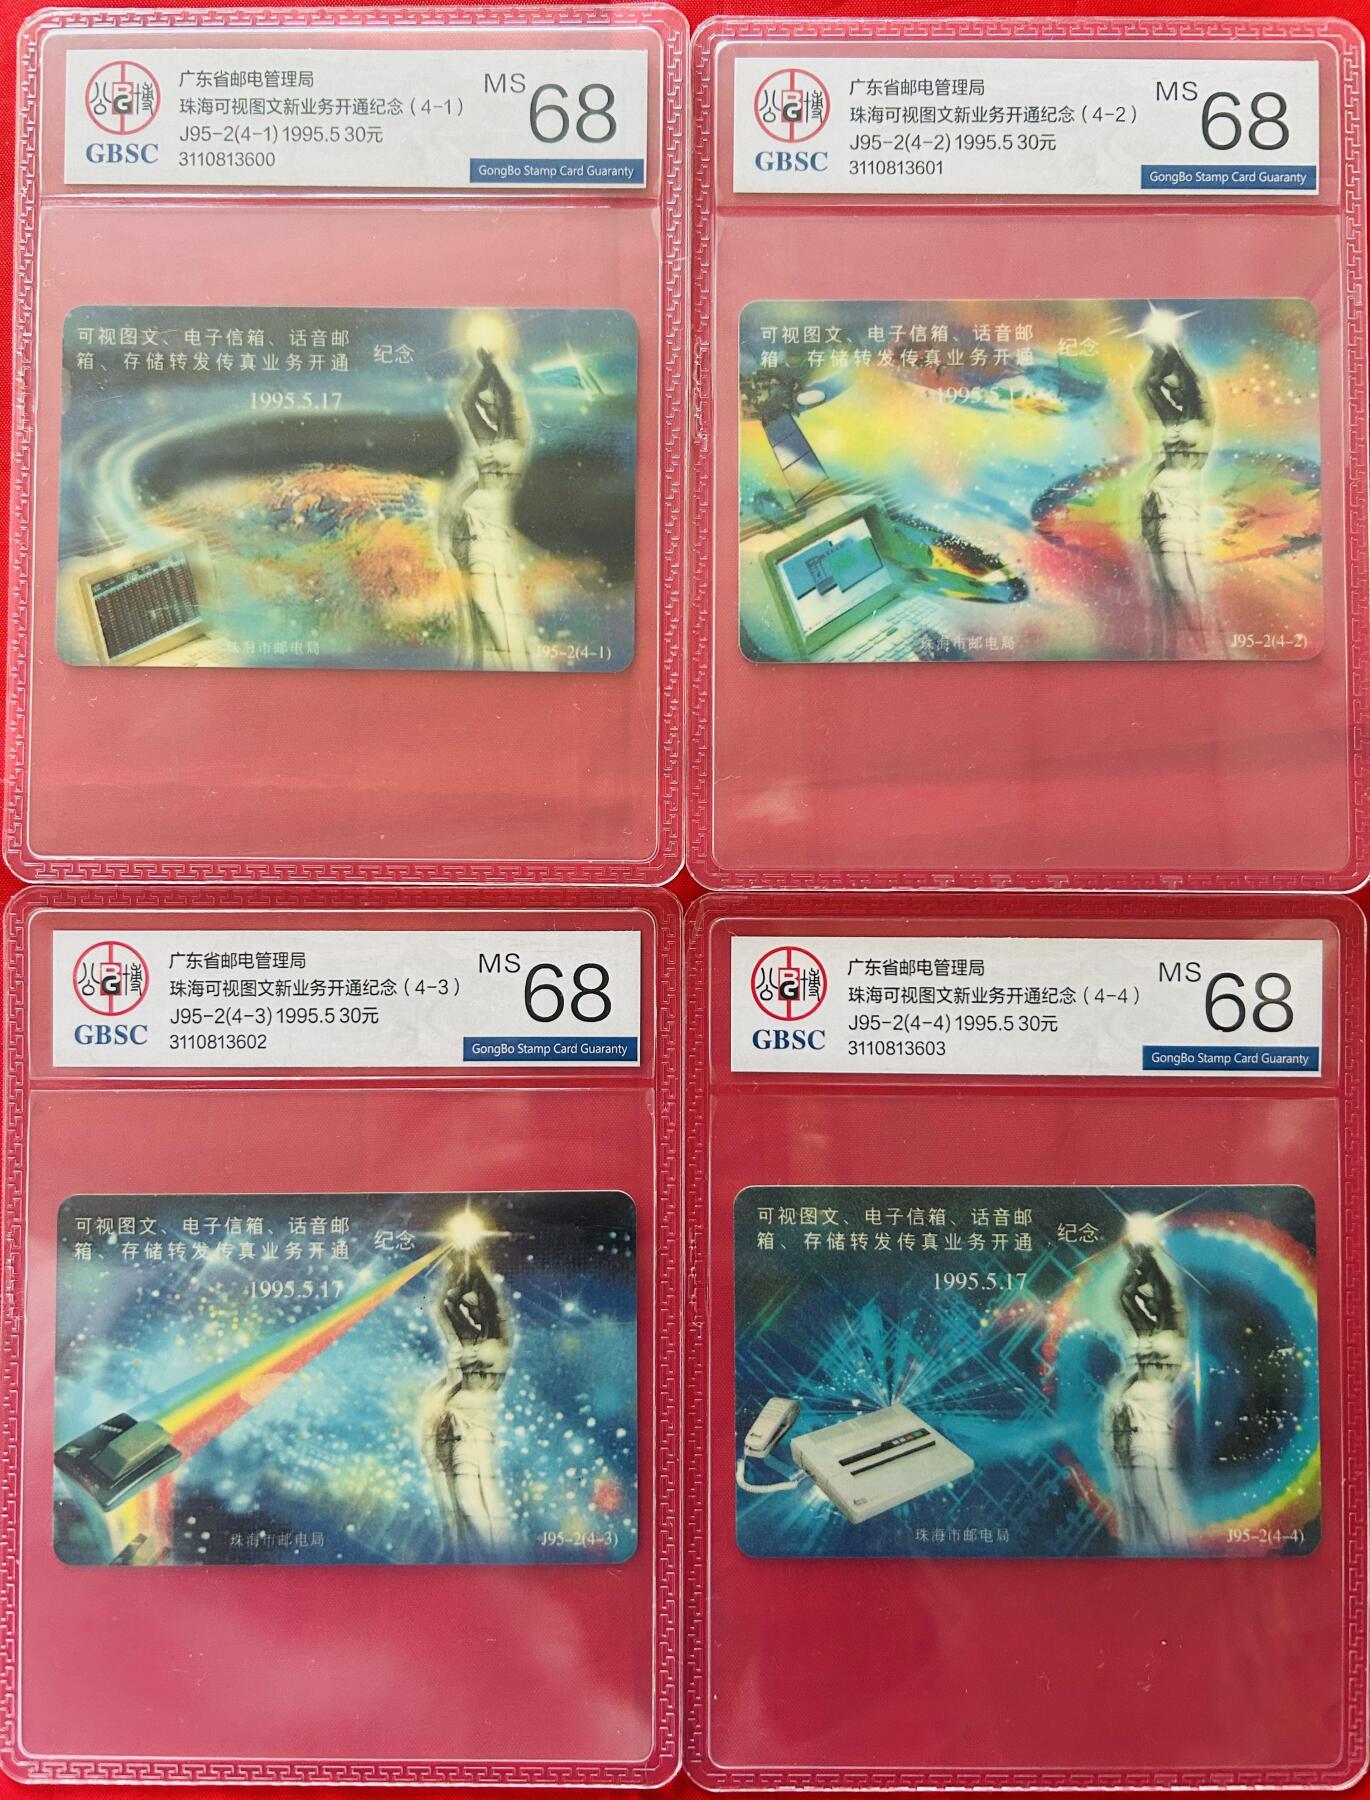 公博
BG
GBSC
广东省邮电管理局
珠海可视图文新业务开通纪念（4-1）
J95-2(4-1) 1995.5 30元
3110813600
MS 68
GongBo Stamp Card Guaranty
可视图文、电子信箱、话音邮
箱、存储转发传真业务开通 纪念
1995.5.17
珠海市邮电局
J95-2(4-1)
公博
BG
GBSC
广东省邮电管理局
珠海可视图文新业务开通纪念（4-2）
J95-2(4-2) 1995.5 30元
3110813601
MS 68
GongBo Stamp Card Guaranty
可视图文、电子信箱、话音邮
箱、存储转发传真业务开通 纪念
1995.5.17
珠海市邮电局
J95-2(4-2)
公博
BG
GBSC
广东省邮电管理局
珠海可视图文新业务开通纪念（4-3）
J95-2(4-3) 1995.5 30元
3110813602
MS 68
GongBo Stamp Card Guaranty
可视图文、电子信箱、话音邮
箱、存储转发传真业务开通 纪念
1995.5.17
珠海市邮电局
J95-2(4-3)
公博
BG
GBSC
广东省邮电管理局
珠海可视图文新业务开通纪念（4-4）
J95-2(4-4) 1995.5 30元
3110813603
MS 68
GongBo Stamp Card Guaranty
可视图文、电子信箱、话音邮
箱、存储转发传真业务开通 纪念
1995.5.17
珠海市邮电局
J95-2(4-4)